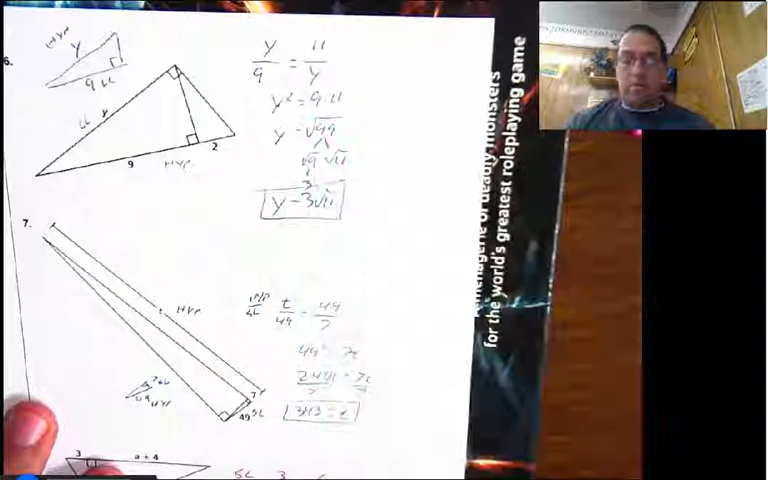 6.
HYP
y
9 LL
LL y
9
HYP
2
y/9 = 11/y
y² = 9·11
y = √99
√9 √11
3
y = 3√11
7.
HYP
7 SL
49 HYP
7
49 SL
HYP/SL t/49 = 49/7
49² = 7t
2401/7 = 7t/7
343 = t
3
a + 4
SL 3
menagerie of deadly monsters
for the world's greatest roleplaying game